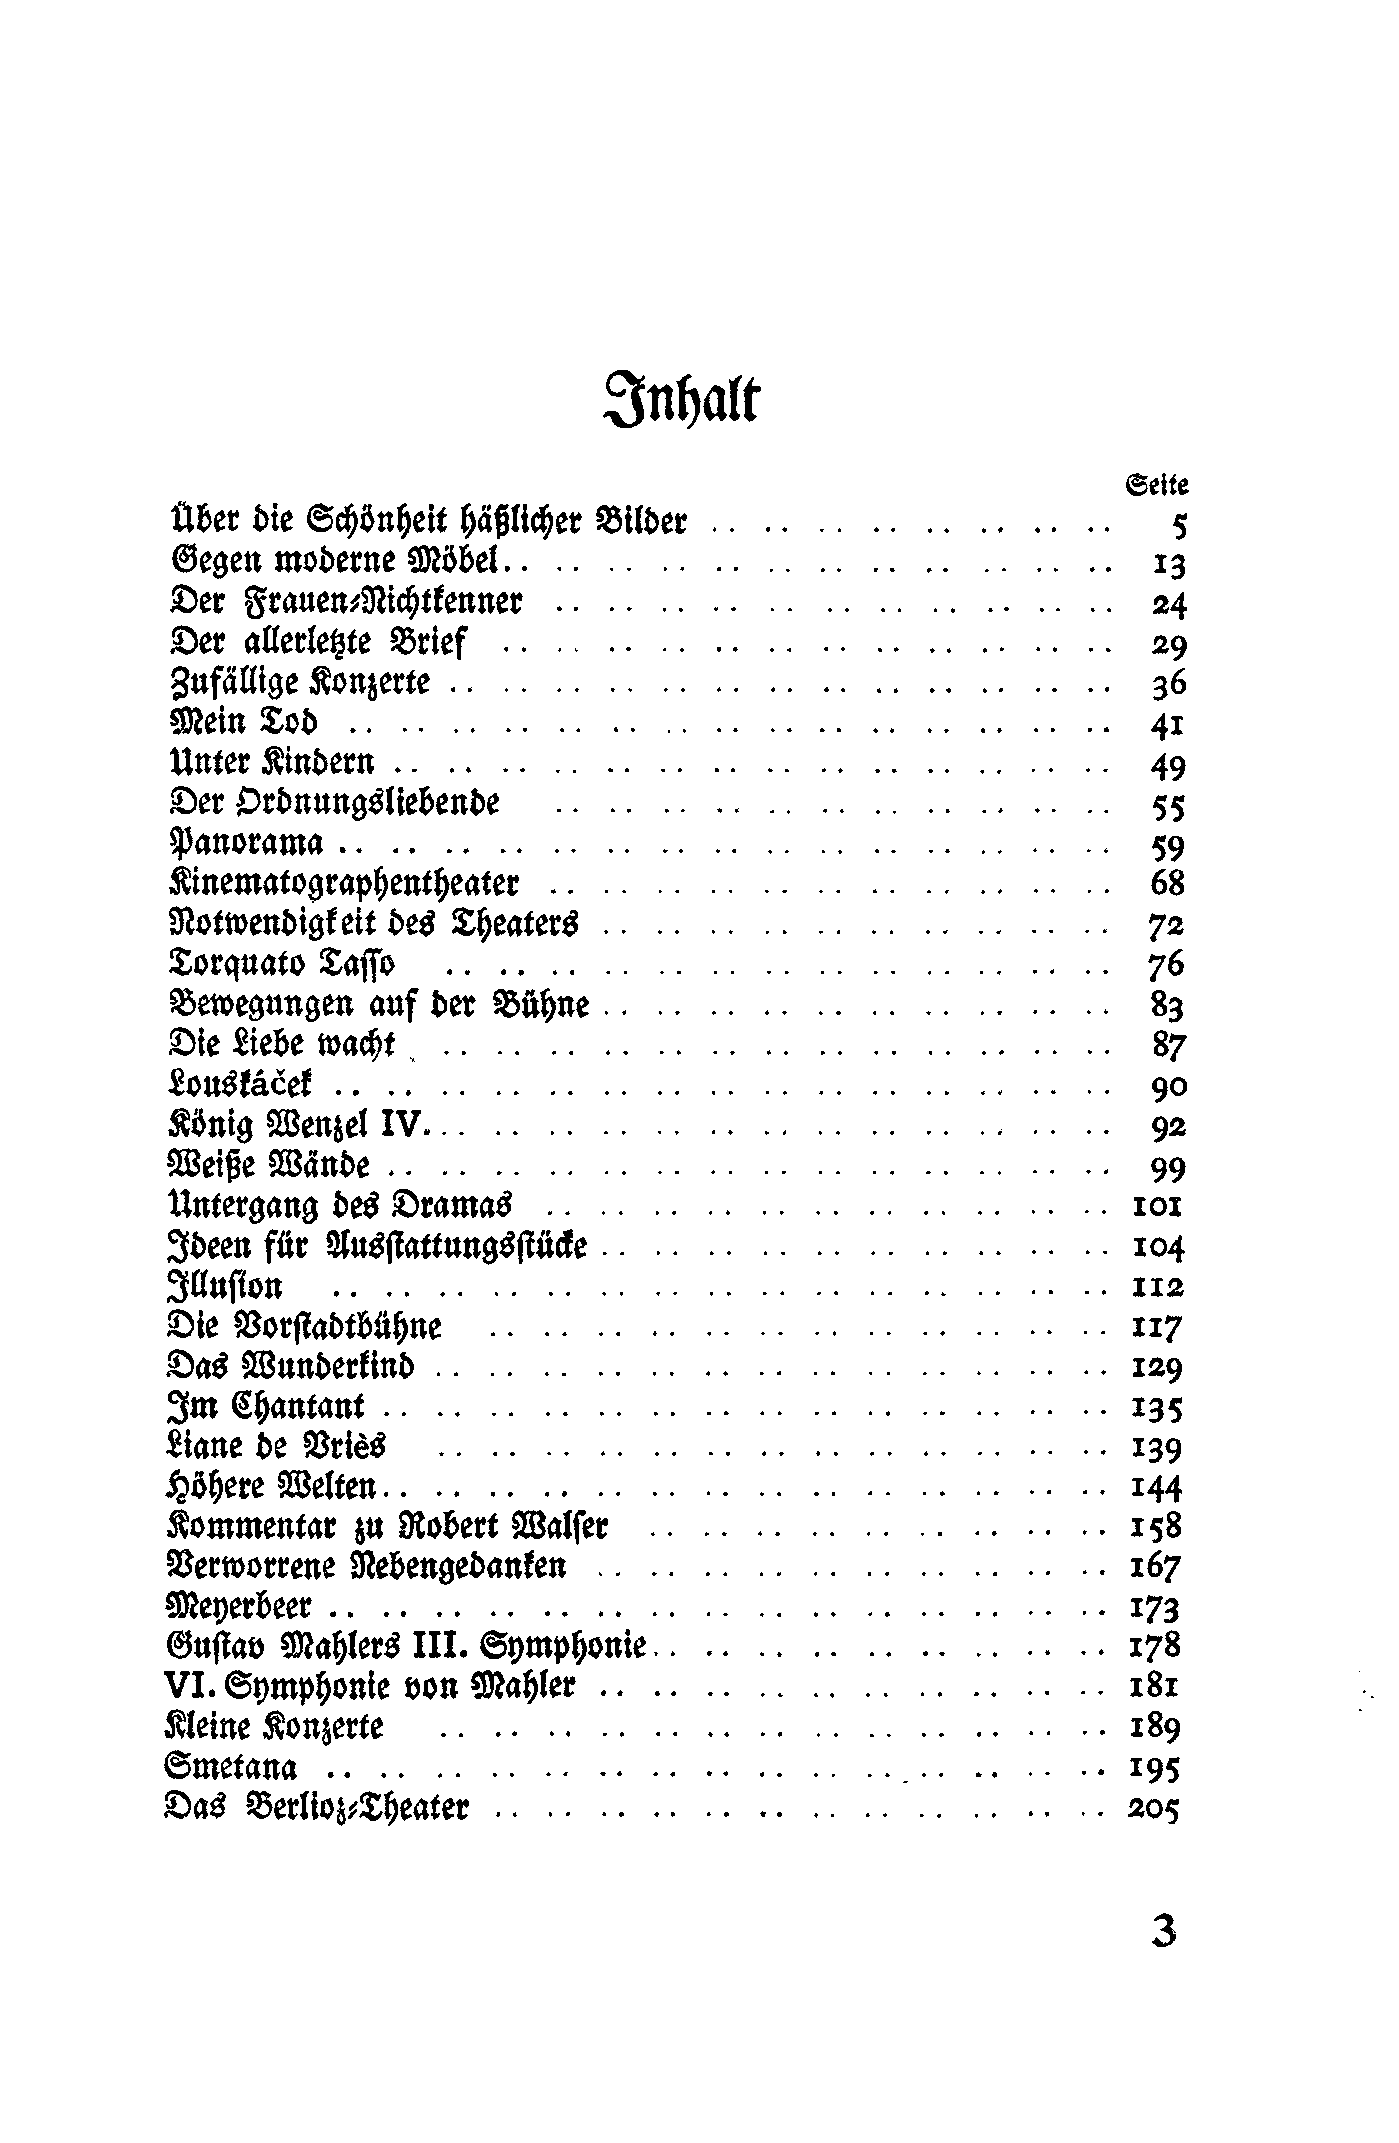 Inhalt
Seite
Über die Schönheit häßlicher Bilder . . . . . . . . . . . . . . . 5
Gegen moderne Möbel . . . . . . . . . . . . . . . 13
Der Frauen-Nichtkenner . . . . . . . . . . . . . . . 24
Der allerletzte Brief . . . . . . . . . . . . . . . 29
Zufällige Konzerte . . . . . . . . . . . . . . . 36
Mein Tod . . . . . . . . . . . . . . . 41
Unter Kindern . . . . . . . . . . . . . . . 49
Der Ordnungsliebende . . . . . . . . . . . . . . . 55
Panorama . . . . . . . . . . . . . . . 59
Kinematographentheater . . . . . . . . . . . . . . . 68
Notwendigkeit des Theaters . . . . . . . . . . . . . . . 72
Torquato Tasso . . . . . . . . . . . . . . . 76
Bewegungen auf der Bühne . . . . . . . . . . . . . . . 83
Die Liebe wacht . . . . . . . . . . . . . . . 87
Louskáček . . . . . . . . . . . . . . . 90
König Wenzel IV. . . . . . . . . . . . . . . . 92
Weiße Wände . . . . . . . . . . . . . . . 99
Untergang des Dramas . . . . . . . . . . . . . . . 101
Ideen für Ausstattungsstücke . . . . . . . . . . . . . . . 104
Illusion . . . . . . . . . . . . . . . 112
Die Vorstadtbühne . . . . . . . . . . . . . . . 117
Das Wunderkind . . . . . . . . . . . . . . . 129
Im Chantant . . . . . . . . . . . . . . . 135
Liane de Vriès . . . . . . . . . . . . . . . 139
Höhere Welten . . . . . . . . . . . . . . . 144
Kommentar zu Robert Walser . . . . . . . . . . . . . . . 158
Verworrene Nebengedanken . . . . . . . . . . . . . . . 167
Meyerbeer . . . . . . . . . . . . . . . 173
Gustav Mahlers III. Symphonie . . . . . . . . . . . . . . . 178
VI. Symphonie von Mahler . . . . . . . . . . . . . . . 181
Kleine Konzerte . . . . . . . . . . . . . . . 189
Smetana . . . . . . . . . . . . . . . 195
Das Berlioz-Theater . . . . . . . . . . . . . . . 205
3